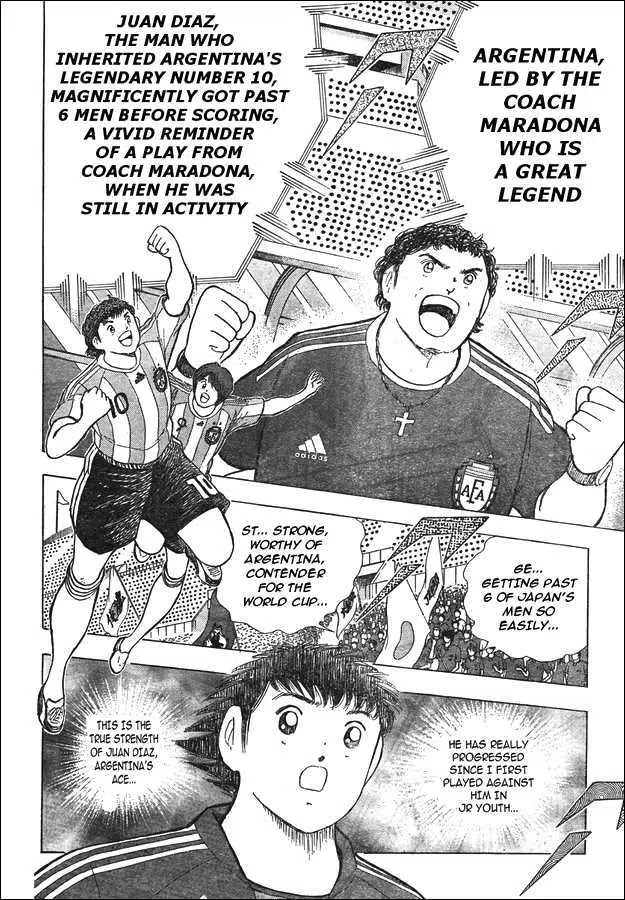 ARGENTINA,
LED BY THE
COACH
MARADONA
WHO IS
A GREAT
LEGEND
JUAN DIAZ,
THE MAN WHO
INHERITED ARGENTINA'S
LEGENDARY NUMBER 10,
MAGNIFICENTLY GOT PAST
6 MEN BEFORE SCORING,
A VIVID REMINDER
OF A PLAY FROM
COACH MARADONA,
WHEN HE WAS
STILL IN ACTIVITY
adidas
AFA
10
10
GE...
GETTING PAST
6 OF JAPAN'S
MEN SO
EASILY...
ST... STRONG,
WORTHY OF
ARGENTINA,
CONTENDER
FOR THE
WORLD CUP...
HE HAS REALLY
PROGRESSED
SINCE I FIRST
PLAYED AGAINST
HIM IN
JR YOUTH...
THIS IS THE
TRUE STRENGTH
OF JUAN DIAZ,
ARGENTINA'S
ACE...